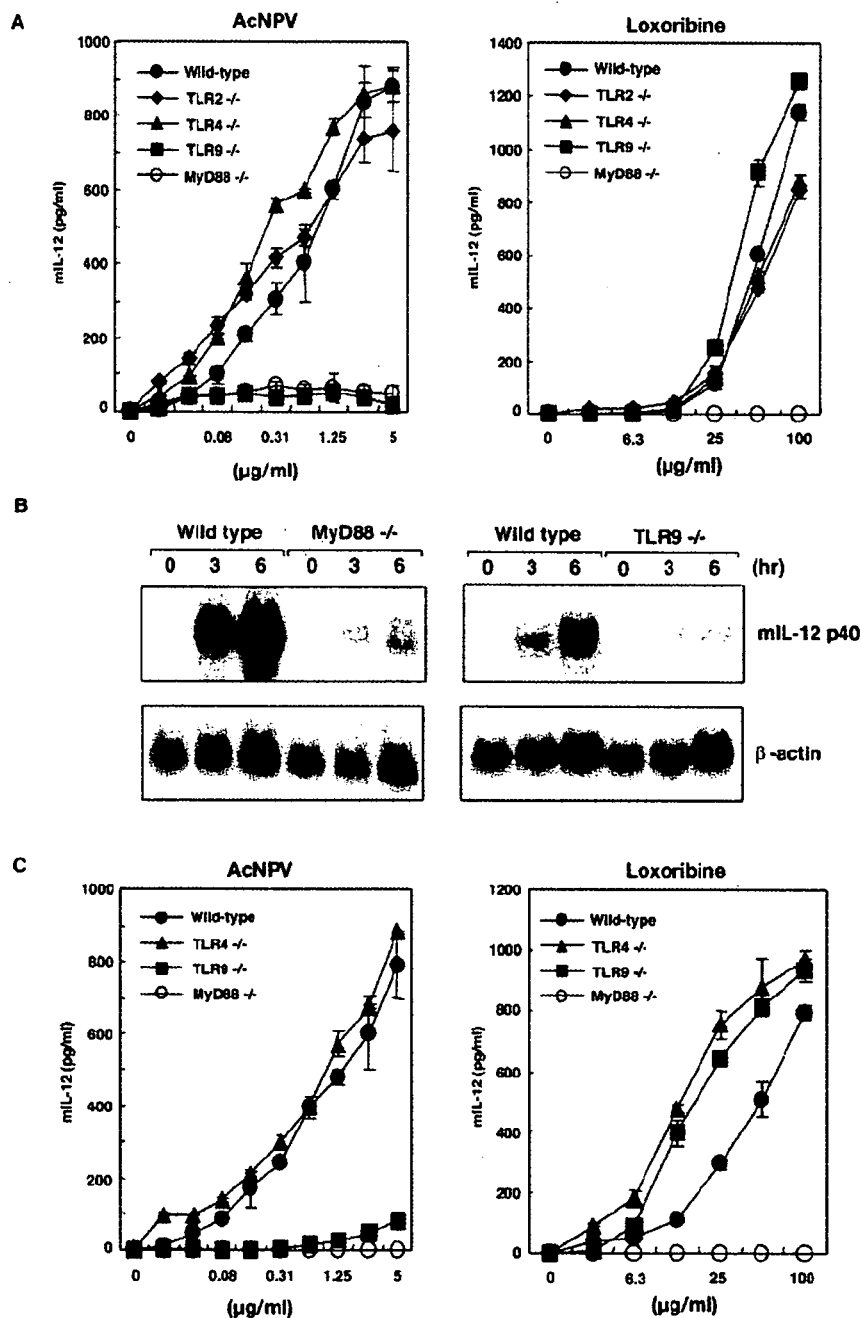 A
AcNPV
Loxoribine
1000
800
600
400
200
0
mIL-12 (pg/ml)
Wild-type
TLR2 -/-
TLR4 -/-
TLR9 -/-
MyD88 -/-
0 0.08 0.31 1.25 5
(µg/ml)
1400
1200
1000
800
600
400
200
0
mIL-12 (pg/ml)
Wild-type
TLR2 -/-
TLR4 -/-
TLR9 -/-
MyD88 -/-
0 6.3 25 100
(µg/ml)
B
Wild type MyD88 -/-
0 3 6 0 3 6
Wild type TLR9 -/-
0 3 6 0 3 6 (hr)
mIL-12 p40
β-actin
C
AcNPV
Loxoribine
1000
800
600
400
200
0
mIL-12 (pg/ml)
Wild-type
TLR4 -/-
TLR9 -/-
MyD88 -/-
0 0.08 0.31 1.25 5
(µg/ml)
1200
1000
800
600
400
200
0
mIL-12 (pg/ml)
Wild-type
TLR4 -/-
TLR9 -/-
MyD88 -/-
0 6.3 25 100
(µg/ml)